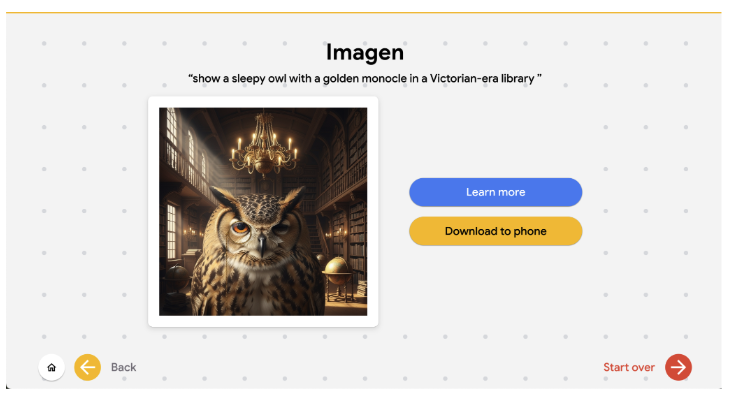 Imagen
“show a sleepy owl with a golden monocle in a Victorian-era library ”
Learn more
Download to phone
Back
Start over